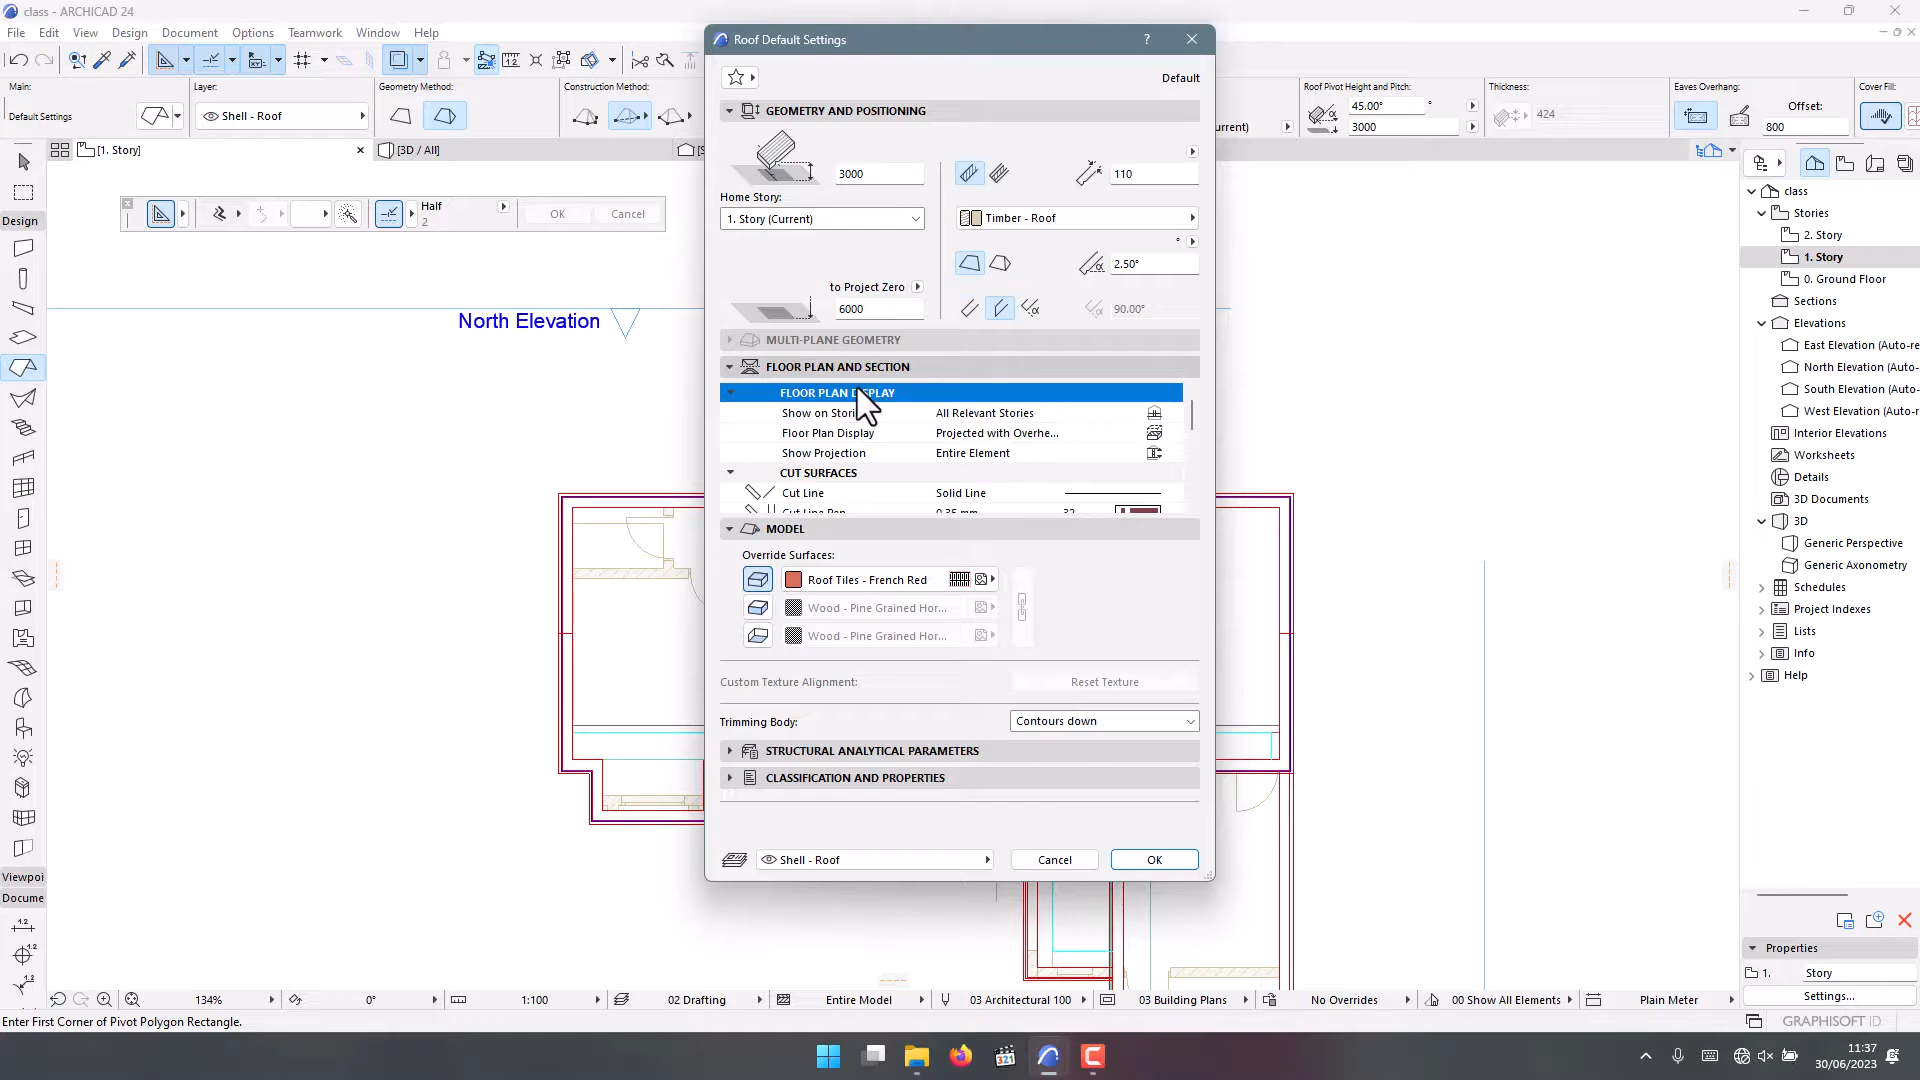 class - ARCHICAD 24
File Edit View Design Document Options Teamwork Window Help
Main:
Default Settings
Layer:
Shell - Roof
Geometry Method:
Construction Method:
Roof Pivot Height and Pitch:
45.00° °
3000
Thickness:
424
Eaves Overhang:
Offset:
800
Cover Fill:
[1. Story]
[3D / All]
Half
2
OK Cancel
Design
North Elevation
Roof Default Settings
Default
GEOMETRY AND POSITIONING
3000
110
Home Story:
1. Story (Current)
Timber - Roof
2.50°
to Project Zero
6000
90.00°
MULTI-PLANE GEOMETRY
FLOOR PLAN AND SECTION
FLOOR PLAN DISPLAY
Show on Stori All Relevant Stories
Floor Plan Display Projected with Overhe...
Show Projection Entire Element
CUT SURFACES
Cut Line Solid Line
Cut Line Pen 0.35 mm 32
MODEL
Override Surfaces:
Roof Tiles - French Red
Wood - Pine Grained Hor...
Wood - Pine Grained Hor...
Custom Texture Alignment: Reset Texture
Trimming Body: Contours down
STRUCTURAL ANALYTICAL PARAMETERS
CLASSIFICATION AND PROPERTIES
Shell - Roof
Cancel OK
class
Stories
2. Story
1. Story
0. Ground Floor
Sections
Elevations
East Elevation (Auto-re
North Elevation (Auto-
South Elevation (Auto-
West Elevation (Auto-r
Interior Elevations
Worksheets
Details
3D Documents
3D
Generic Perspective
Generic Axonometry
Schedules
Project Indexes
Lists
Info
Help
Properties
1. Story
Settings...
Viewpoi
Docume
134% 0° 1:100 02 Drafting Entire Model 03 Architectural 100 03 Building Plans No Overrides 00 Show All Elements Plain Meter
Enter First Corner of Pivot Polygon Rectangle.
GRAPHISOFT ID
11:37
30/06/2023